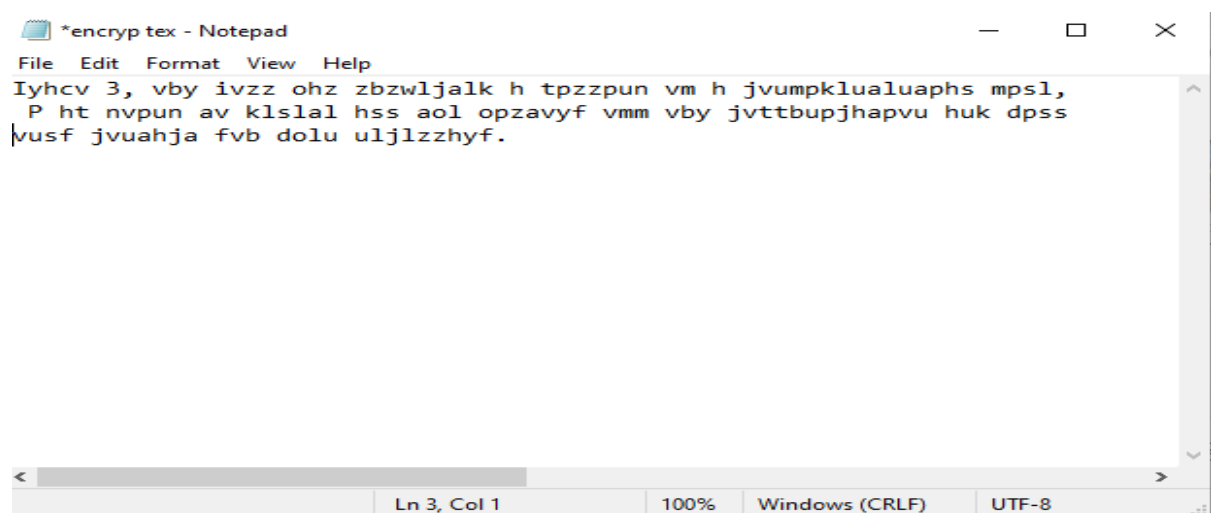 *encryp tex - Notepad
File Edit Format View Help
Iyhcv 3, vby ivzz ohz zbzwljalk h tpzzpun vm h jvumpklualuaphs mpsl,
P ht nvpun av klslal hss aol opzavyf vmm vby jvttbupjhapvu huk dpss
vusf jvuahja fvb dolu uljlzzhyf.
Ln 3, Col 1 100% Windows (CRLF) UTF-8